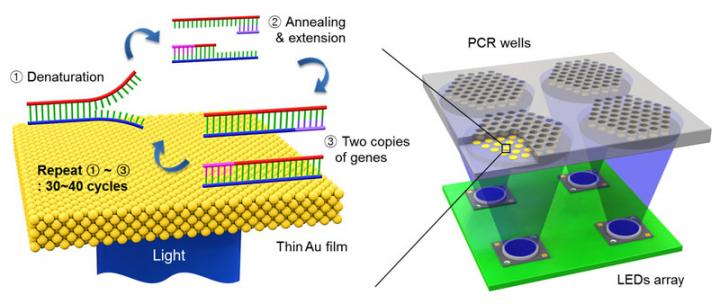 ① Denaturation
② Annealing
& extension
③ Two copies
of genes
Repeat ① ~ ③
: 30~40 cycles
Light
Thin Au film
PCR wells
LEDs array